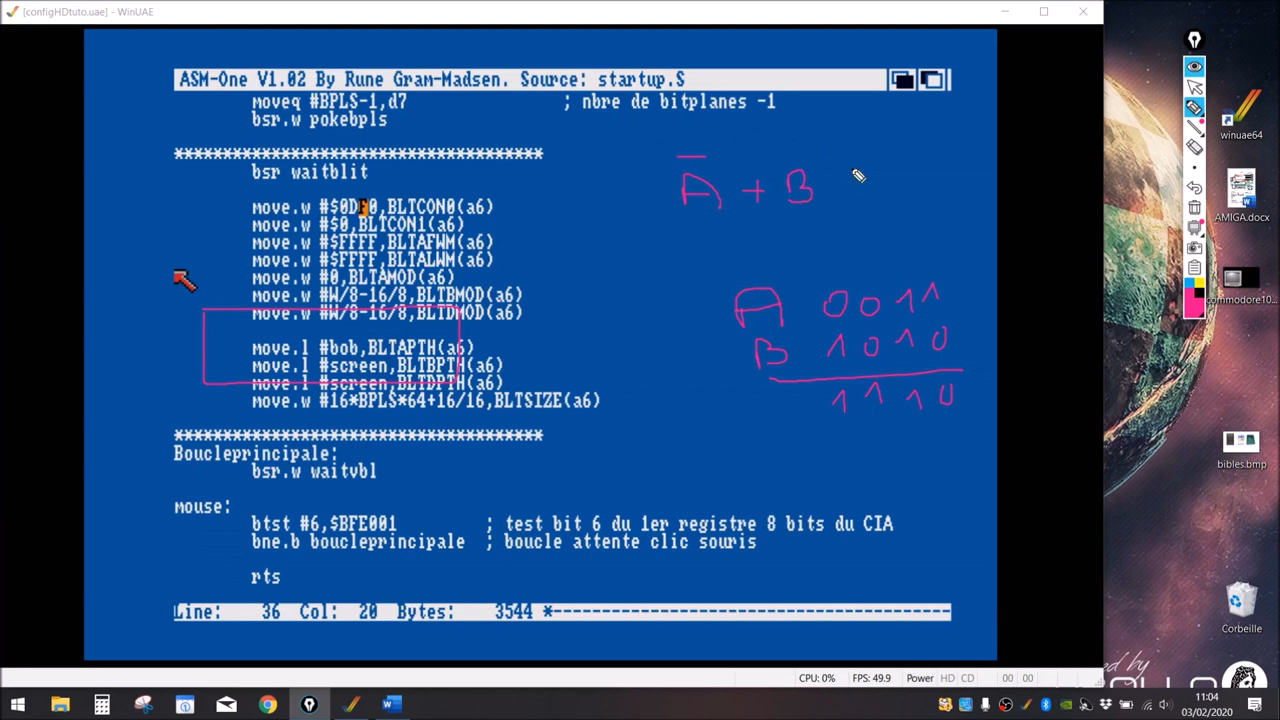 [configHDtuto.uae] - WinUAE
ASM-One V1.02 By Rune Gram-Madsen. Source: startup.S
moveq #BPLS-1,d7 ; nbre de bitplanes -1
bsr.w pokebpls
**************************************
bsr waitblit
move.w #$0DF0,BLTCON0(a6)
move.w #$0,BLTCON1(a6)
move.w #$FFFF,BLTAFWM(a6)
move.w #$FFFF,BLTALWM(a6)
move.w #0,BLTAMOD(a6)
move.w #W/8-16/8,BLTBMOD(a6)
move.w #W/8-16/8,BLTDMOD(a6)
move.l #bob,BLTAPTH(a6)
move.l #screen,BLTBPTH(a6)
move.l #screen,BLTDPTH(a6)
move.w #16*BPLS*64+16/16,BLTSIZE(a6)
**************************************
Boucleprincipale:
bsr.w waitvbl
mouse:
btst #6,$BFE001 ; test bit 6 du 1er registre 8 bits du CIA
bne.b boucleprincipale ; boucle attente clic souris
rts
Line: 36 Col: 20 Bytes: 3544 *------------------------------------------
A̅ + B
A 0 0 1 1
B 1 0 1 0
1 1 1 0
winuae64
AMIGA.docx
commodore10...
bibles.bmp
Corbeille
CPU: 0% FPS: 49.9 Power HD CD 00 00
11:04
03/02/2020